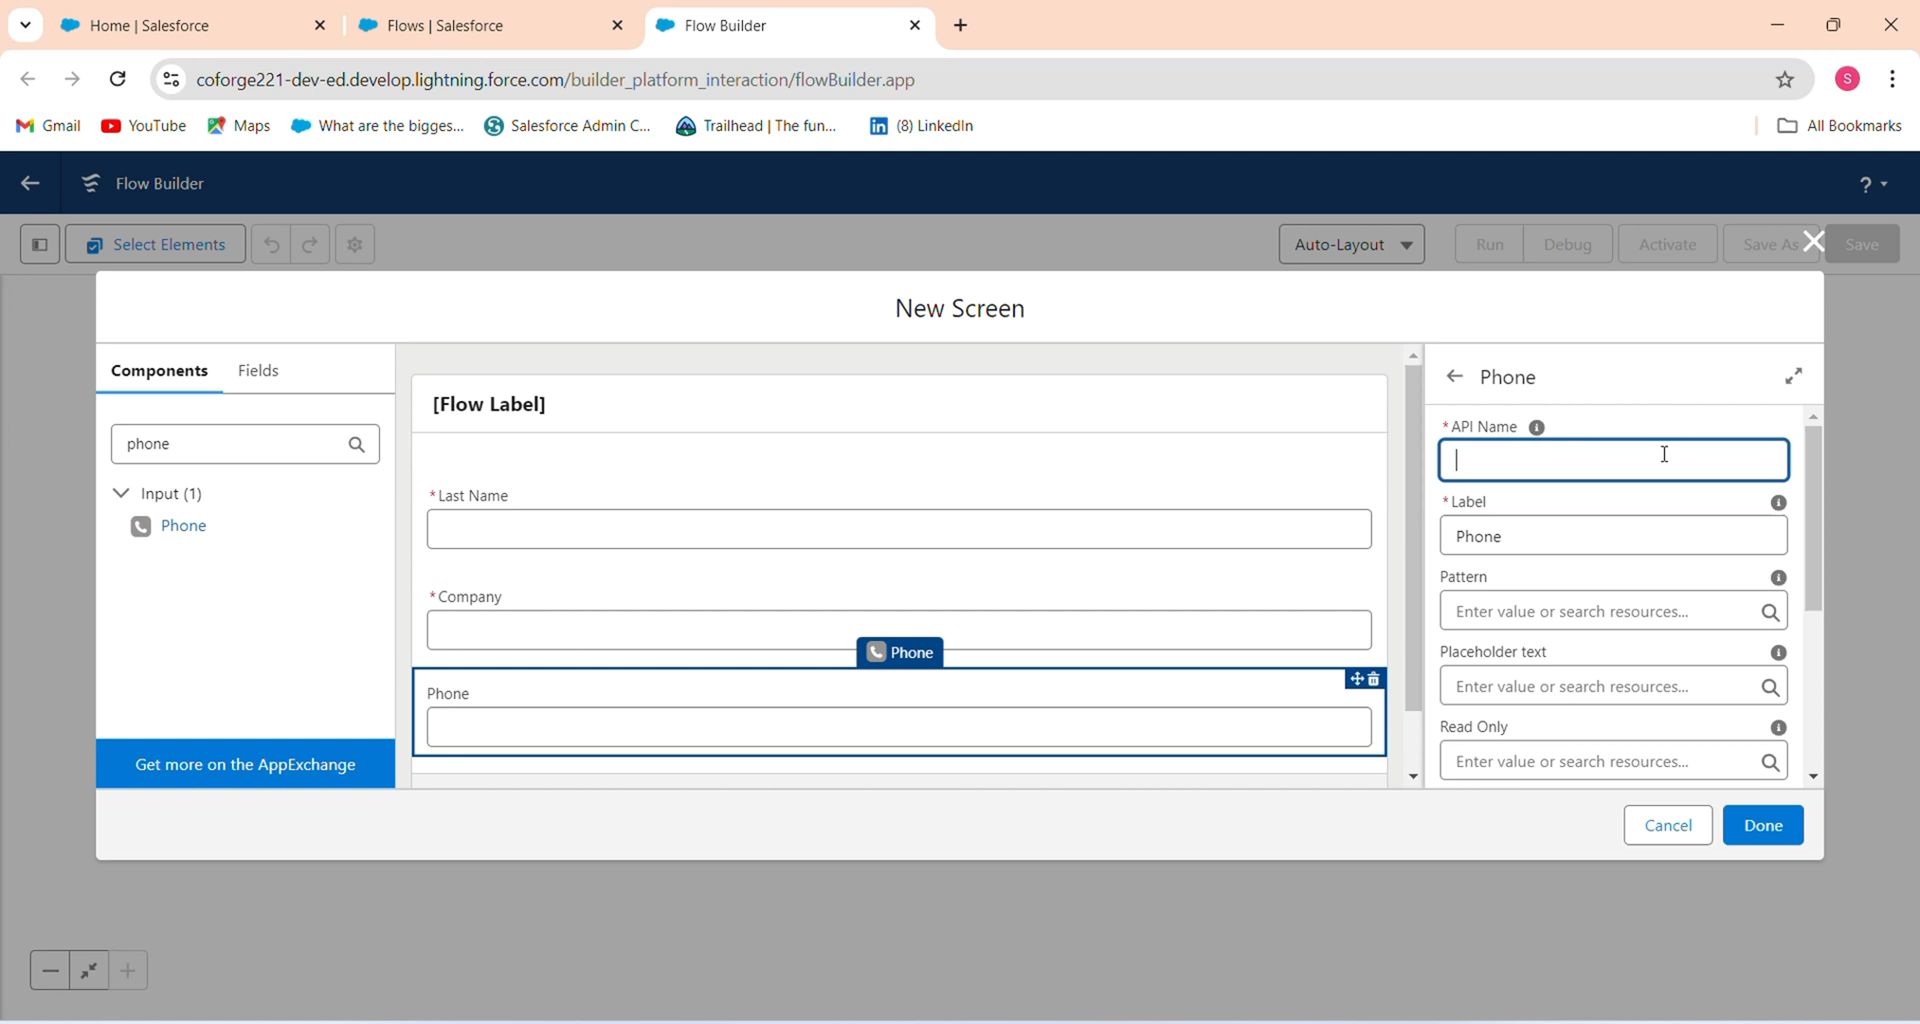 Home | Salesforce
Flows | Salesforce
Flow Builder
coforge221-dev-ed.develop.lightning.force.com/builder_platform_interaction/flowBuilder.app
S
Gmail
YouTube
Maps
What are the bigges...
Salesforce Admin C...
Trailhead | The fun...
(8) LinkedIn
All Bookmarks
Flow Builder
?
Select Elements
Auto-Layout
Run
Debug
Activate
Save As
Save
New Screen
Components
Fields
phone
Input (1)
Phone
Get more on the AppExchange
[Flow Label]
*Last Name
*Company
Phone
Phone
Phone
*API Name
*Label
Phone
Pattern
Enter value or search resources...
Placeholder text
Enter value or search resources...
Read Only
Enter value or search resources...
Cancel
Done